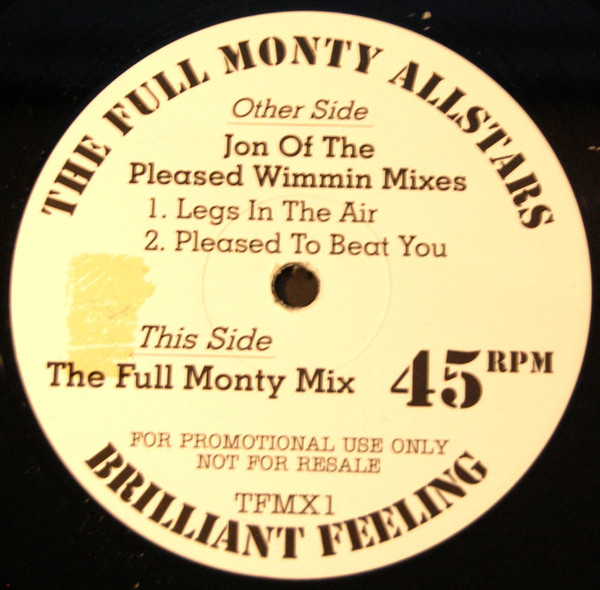 THE FULL MONTY ALLSTARS
Other Side
Jon Of The
Pleased Wimmin Mixes
1. Legs In The Air
2. Pleased To Beat You
This Side
The Full Monty Mix
45 RPM
FOR PROMOTIONAL USE ONLY
NOT FOR RESALE
TFMX1
BRILLIANT FEELING